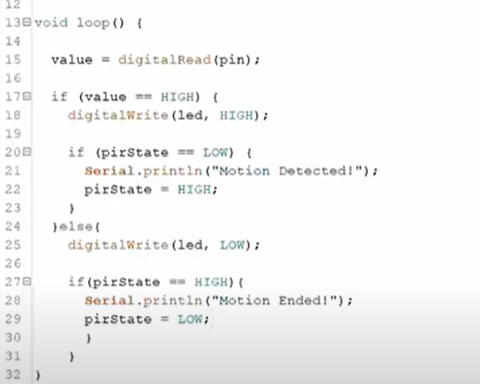 12
13 void loop() {
14
15 value = digitalRead(pin);
16
17 if (value == HIGH) {
18 digitalWrite(led, HIGH);
19
20 if (pirState == LOW) {
21 Serial.println("Motion Detected!");
22 pirState = HIGH;
23 }
24 }else{
25 digitalWrite(led, LOW);
26
27 if(pirState == HIGH){
28 Serial.println("Motion Ended!");
29 pirState = LOW;
30 }
31 }
32 }